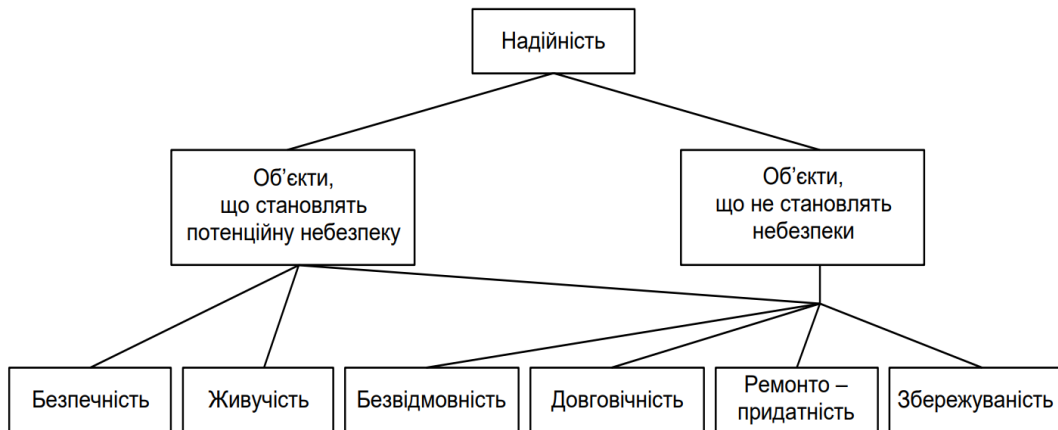 Надійність
Об’єкти,
що становлять
потенційну небезпеку
Об’єкти,
що не становлять
небезпеки
Безпечність
Живучість
Безвідмовність
Довговічність
Ремонто –
придатність
Збережуваність